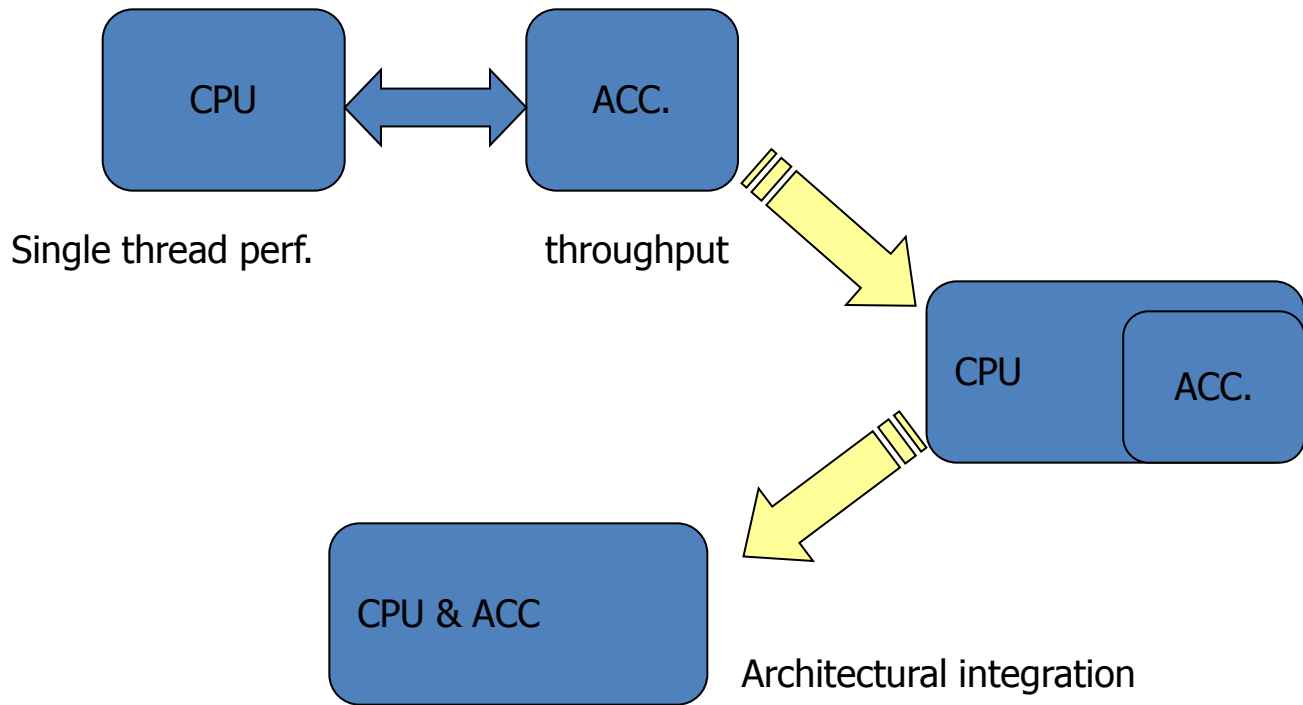 CPU
ACC.
Single thread perf.
throughput
CPU
ACC.
CPU & ACC
Architectural integration